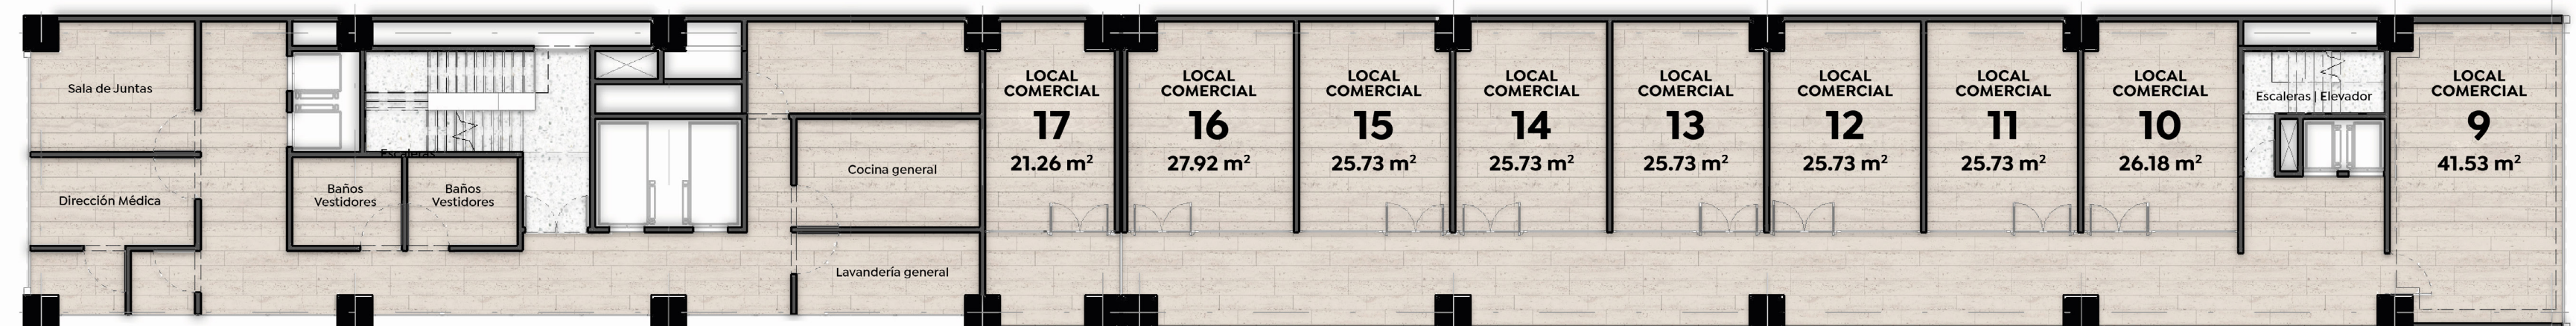 Sala de Juntas
Dirección Médica
Escaleras
Baños
Vestidores
Baños
Vestidores
Cocina general
Lavandería general
LOCAL
COMERCIAL
17
21.26 m²
LOCAL
COMERCIAL
16
27.92 m²
LOCAL
COMERCIAL
15
25.73 m²
LOCAL
COMERCIAL
14
25.73 m²
LOCAL
COMERCIAL
13
25.73 m²
LOCAL
COMERCIAL
12
25.73 m²
LOCAL
COMERCIAL
11
25.73 m²
LOCAL
COMERCIAL
10
26.18 m²
Escaleras | Elevador
LOCAL
COMERCIAL
9
41.53 m²